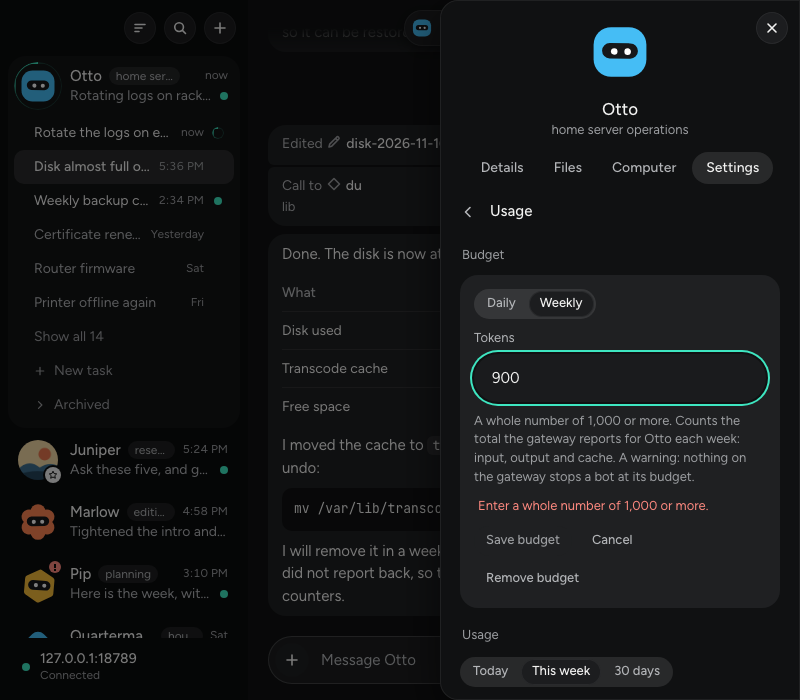 Otto home ser... now
Rotating logs on rack...
Rotate the logs on e... now
Disk almost full o... 5:36 PM
Weekly backup c... 2:34 PM
Certificate rene... Yesterday
Router firmware Sat
Printer offline again Fri
Show all 14
+ New task
Archived
Juniper rese... 5:24 PM
Ask these five, and g...
Marlow editi... 4:58 PM
Tightened the intro and...
Pip planning 3:10 PM
Here is the week, wit...
Quarterma hou... Sat
127.0.0.1:18789
Connected
so it can be restor
Edited disk-2026-11-1
Call to du
lib
Done. The disk is now at
What
Disk used
Transcode cache
Free space
I moved the cache to
undo:
mv /var/lib/transco
I will remove it in a week
did not report back, so t
counters.
Message Otto
Otto
home server operations
Details Files Computer Settings
Usage
Budget
Daily Weekly
Tokens
900
A whole number of 1,000 or more. Counts the
total the gateway reports for Otto each week:
input, output and cache. A warning: nothing on
the gateway stops a bot at its budget.
Enter a whole number of 1,000 or more.
Save budget Cancel
Remove budget
Usage
Today This week 30 days